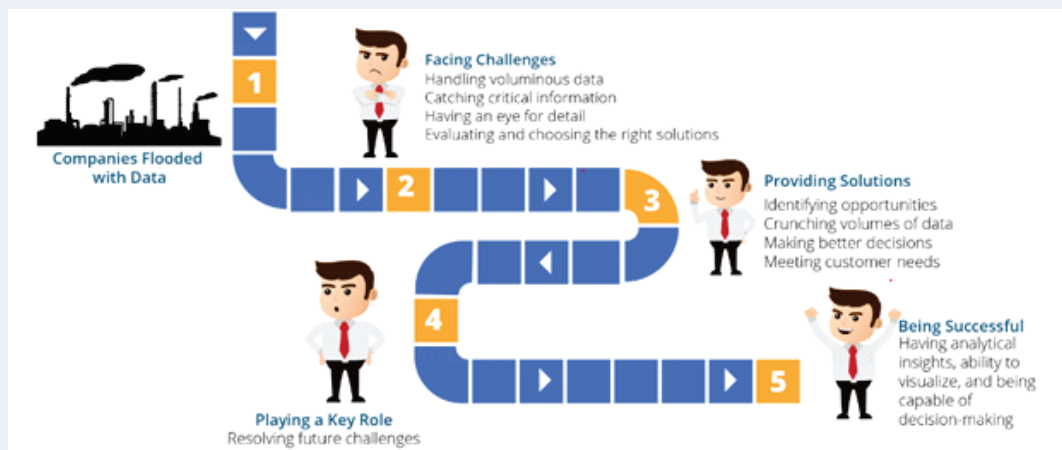 1
Companies Flooded
with Data
Facing Challenges
Handling voluminous data
Catching critical information
Having an eye for detail
Evaluating and choosing the right solutions
2
3
Providing Solutions
Identifying opportunities
Crunching volumes of data
Making better decisions
Meeting customer needs
4
Playing a Key Role
Resolving future challenges
5
Being Successful
Having analytical
insights, ability to
visualize, and being
capable of
decision-making